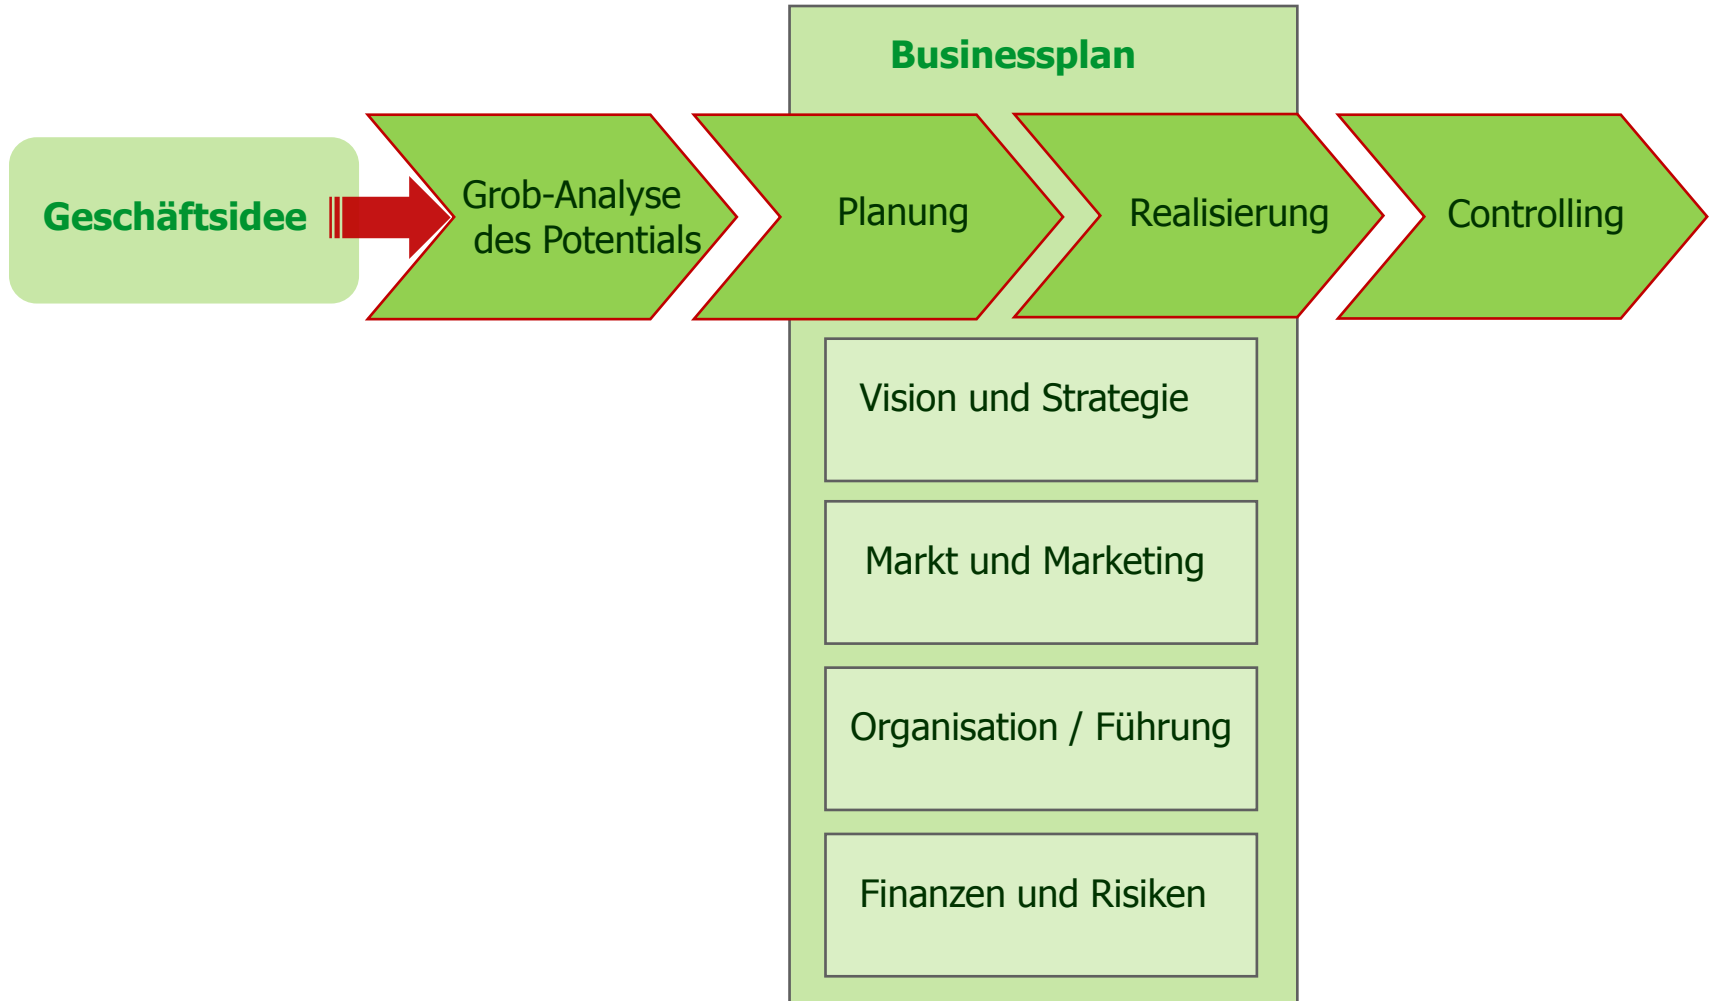 Businessplan
Geschäftsidee
Grob-Analyse
des Potentials
Planung
Realisierung
Controlling
Vision und Strategie
Markt und Marketing
Organisation / Führung
Finanzen und Risiken